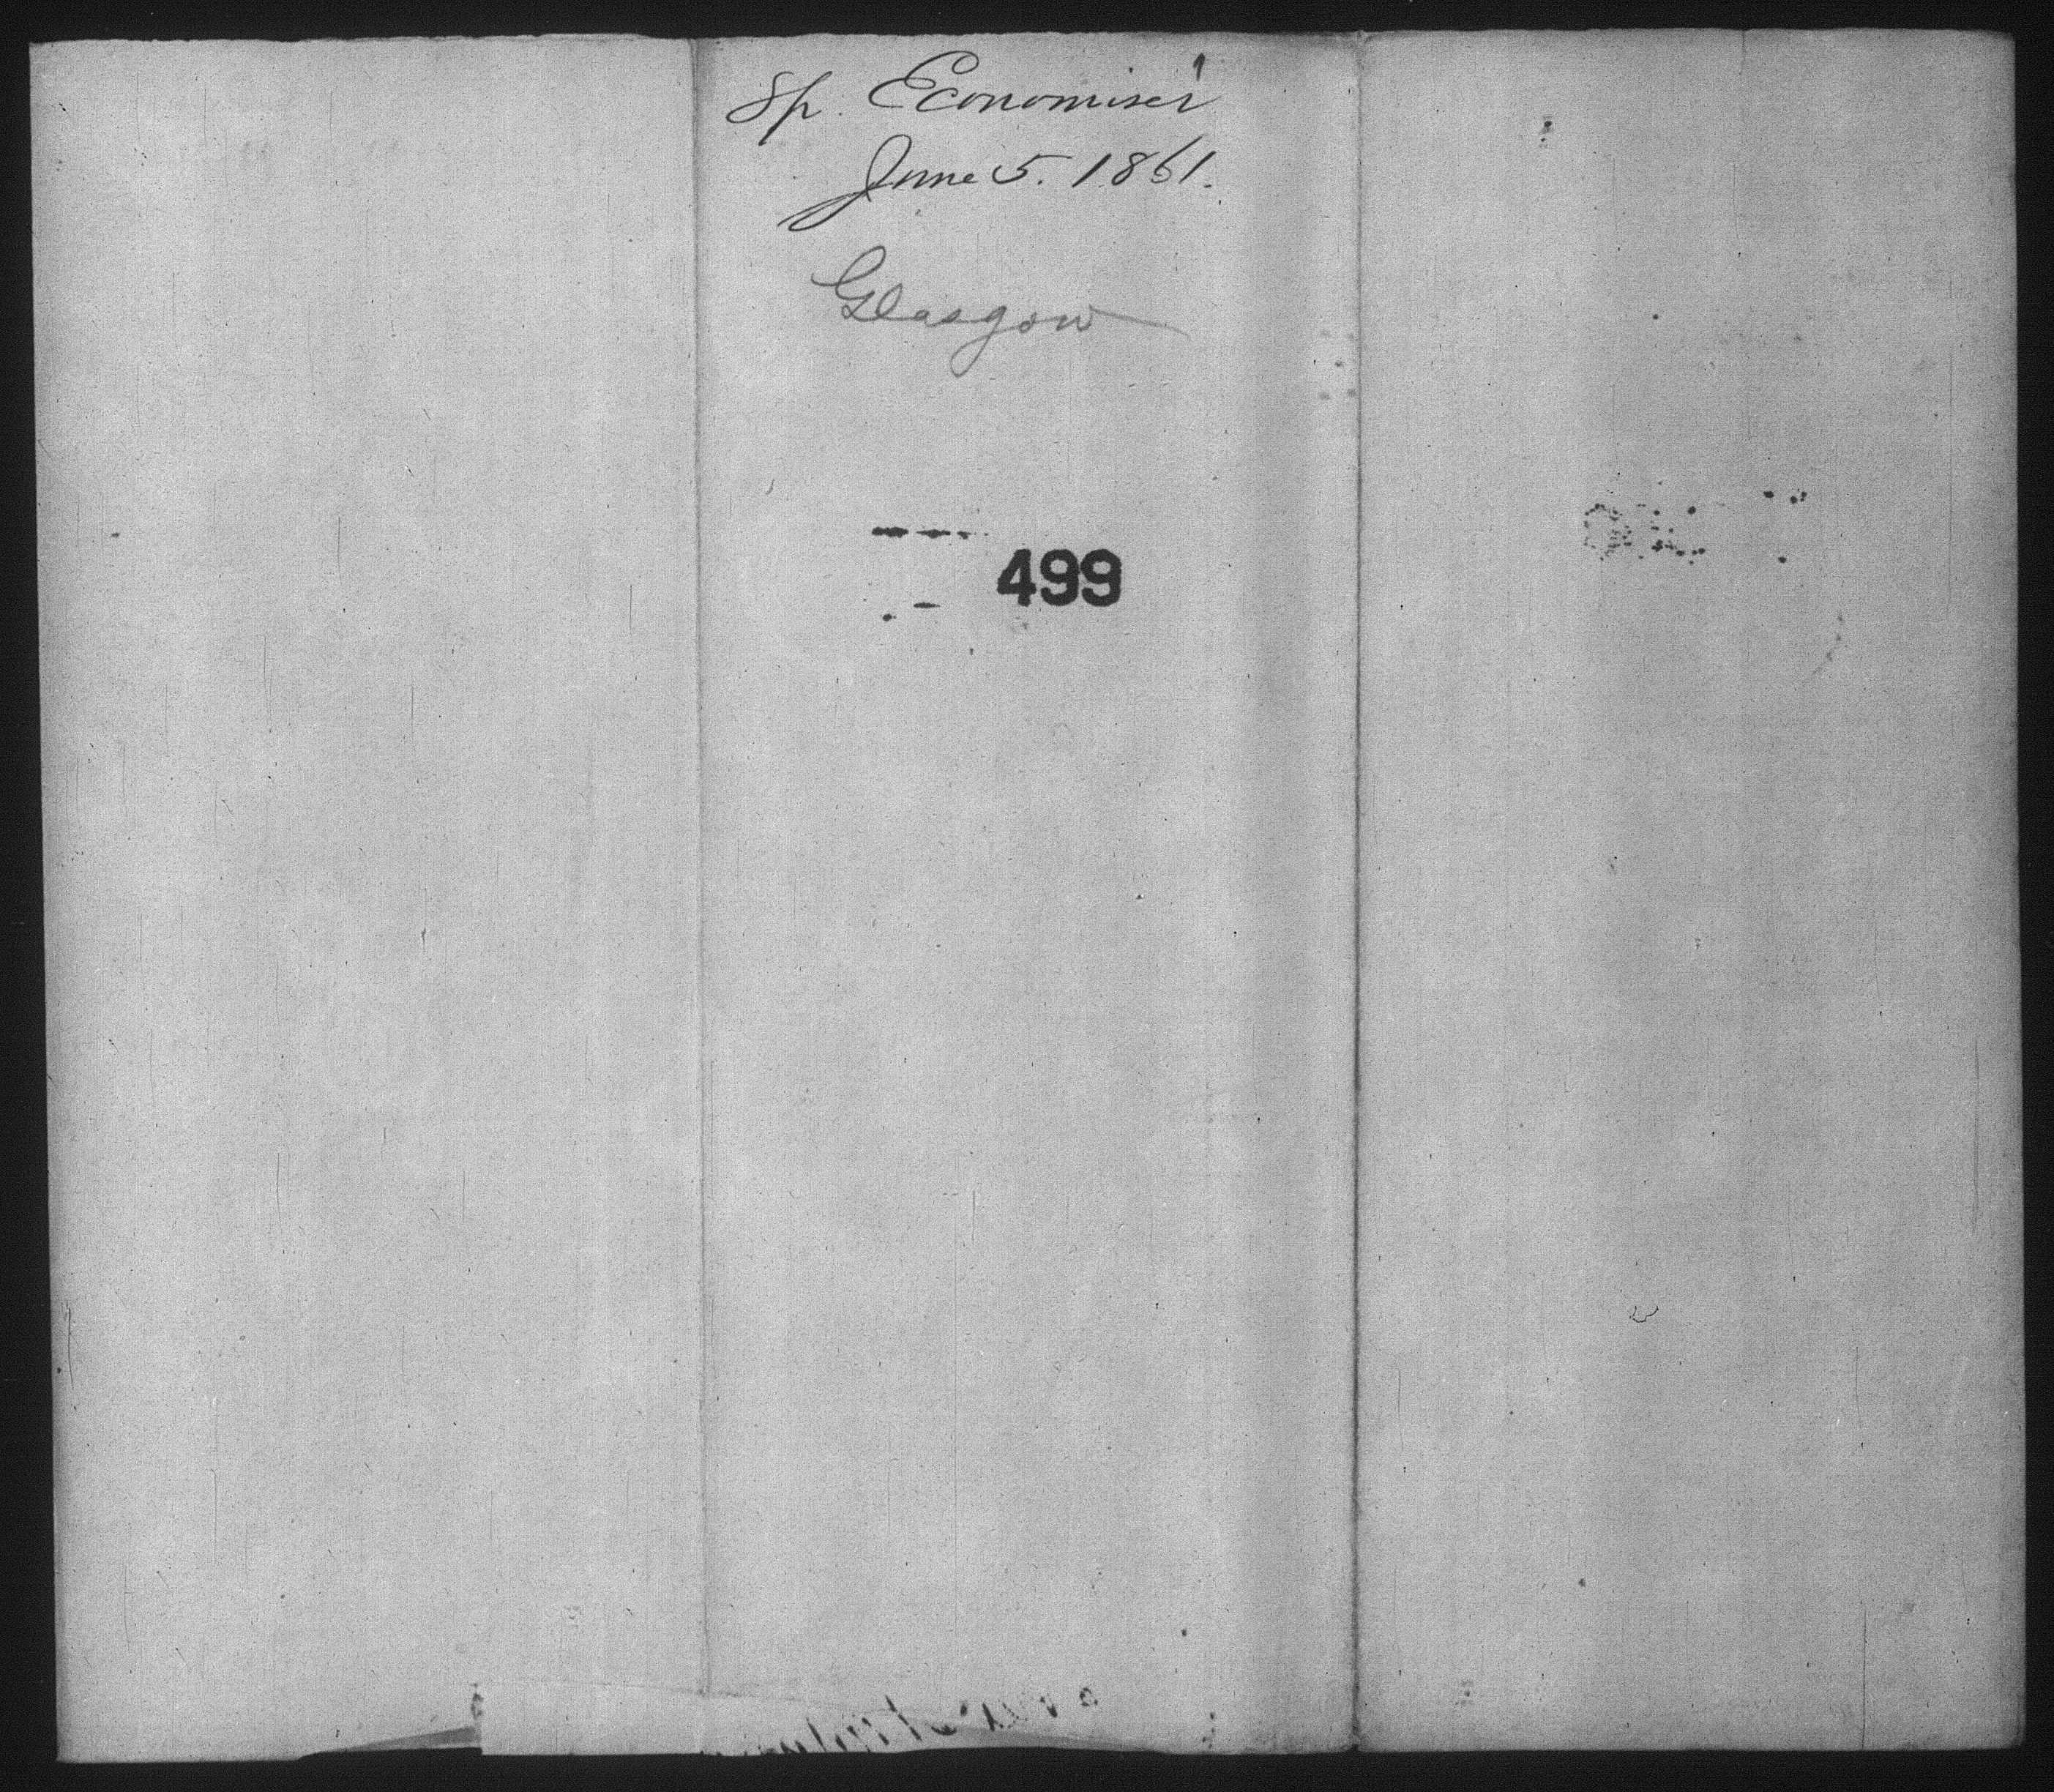 Sp. Economiser
June 5. 1861.
Glasgow
499